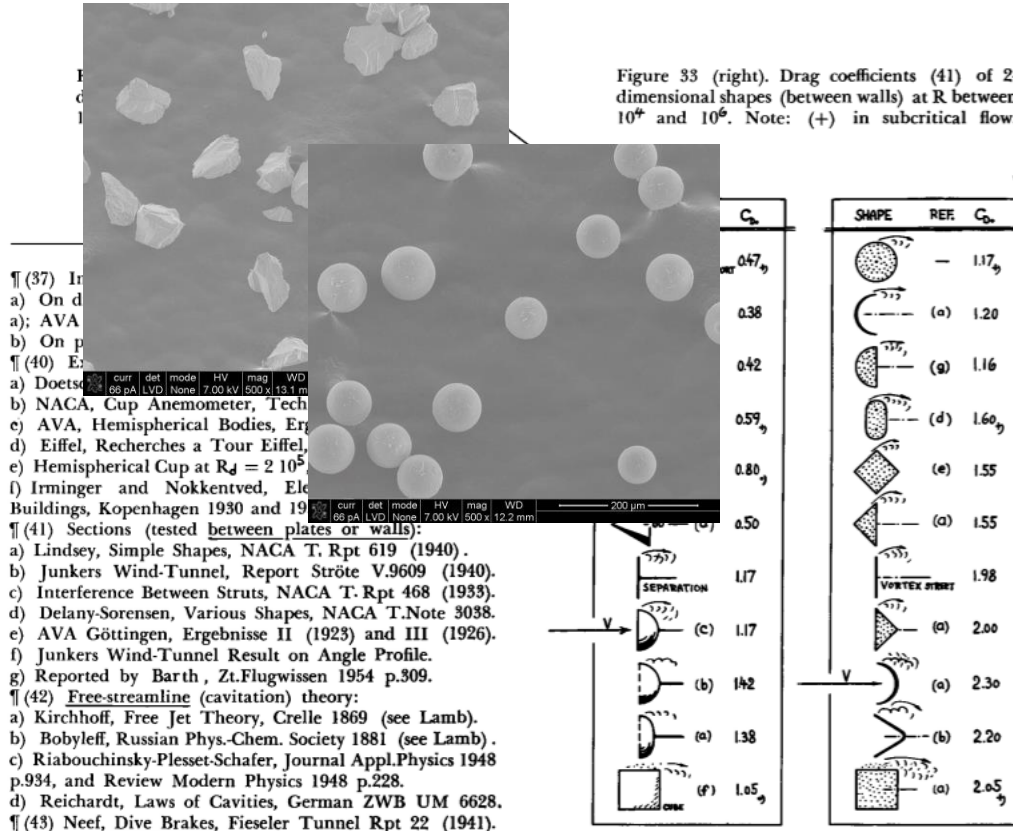 Figure 33 (right). Drag coefficients (41) of 2
dimensional shapes (between walls) at R between
10⁴ and 10⁶. Note: (+) in subcritical flow
¶ (37) In
a) On d
a); AVA
b) On p
¶ (40) Ex
a) Doetsc
b) NACA, Cup Anemometer, Tech
c) AVA, Hemispherical Bodies, Erg
d) Eiffel, Recherches a Tour Eiffel,
e) Hemispherical Cup at R_d = 2 10⁵
f) Irminger and Nokkentved, Ele
Buildings, Kopenhagen 1930 and 19
¶ (41) Sections (tested between plates or walls):
a) Lindsey, Simple Shapes, NACA T. Rpt 619 (1940).
b) Junkers Wind-Tunnel, Report Ströte V.9609 (1940).
c) Interference Between Struts, NACA T. Rpt 468 (1933).
d) Delany-Sorensen, Various Shapes, NACA T.Note 3038.
e) AVA Göttingen, Ergebnisse II (1923) and III (1926).
f) Junkers Wind-Tunnel Result on Angle Profile.
g) Reported by Barth, Zt.Flugwissen 1954 p.309.
¶ (42) Free-streamline (cavitation) theory:
a) Kirchhoff, Free Jet Theory, Crelle 1869 (see Lamb).
b) Bobyleff, Russian Phys.-Chem. Society 1881 (see Lamb).
c) Riabouchinsky-Plesset-Schafer, Journal Appl.Physics 1948
p.934, and Review Modern Physics 1948 p.228.
d) Reichardt, Laws of Cavities, German ZWB UM 6628.
¶ (43) Neef, Dive Brakes, Fieseler Tunnel Rpt 22 (1941).
curr det mode HV mag WD
66 pA LVD None 7.00 kV 500 x 13.1 m
curr det mode HV mag WD
66 pA LVD None 7.00 kV 500 x 12.2 mm
200 µm
C_D.
0.47 +)
0.38
0.42
0.59 +)
0.80 +)
0.50
1.17
SEPARATION
V (c) 1.17
(b) 1.42
(a) 1.38
CUBE (f) 1.05 +)
SHAPE REF. C_D.
— 1.17 +)
(a) 1.20
(g) 1.16
(d) 1.60 +)
(e) 1.55
(a) 1.55
VORTEX STREET 1.98
(a) 2.00
V (a) 2.30
(b) 2.20
(a) 2.05 +)